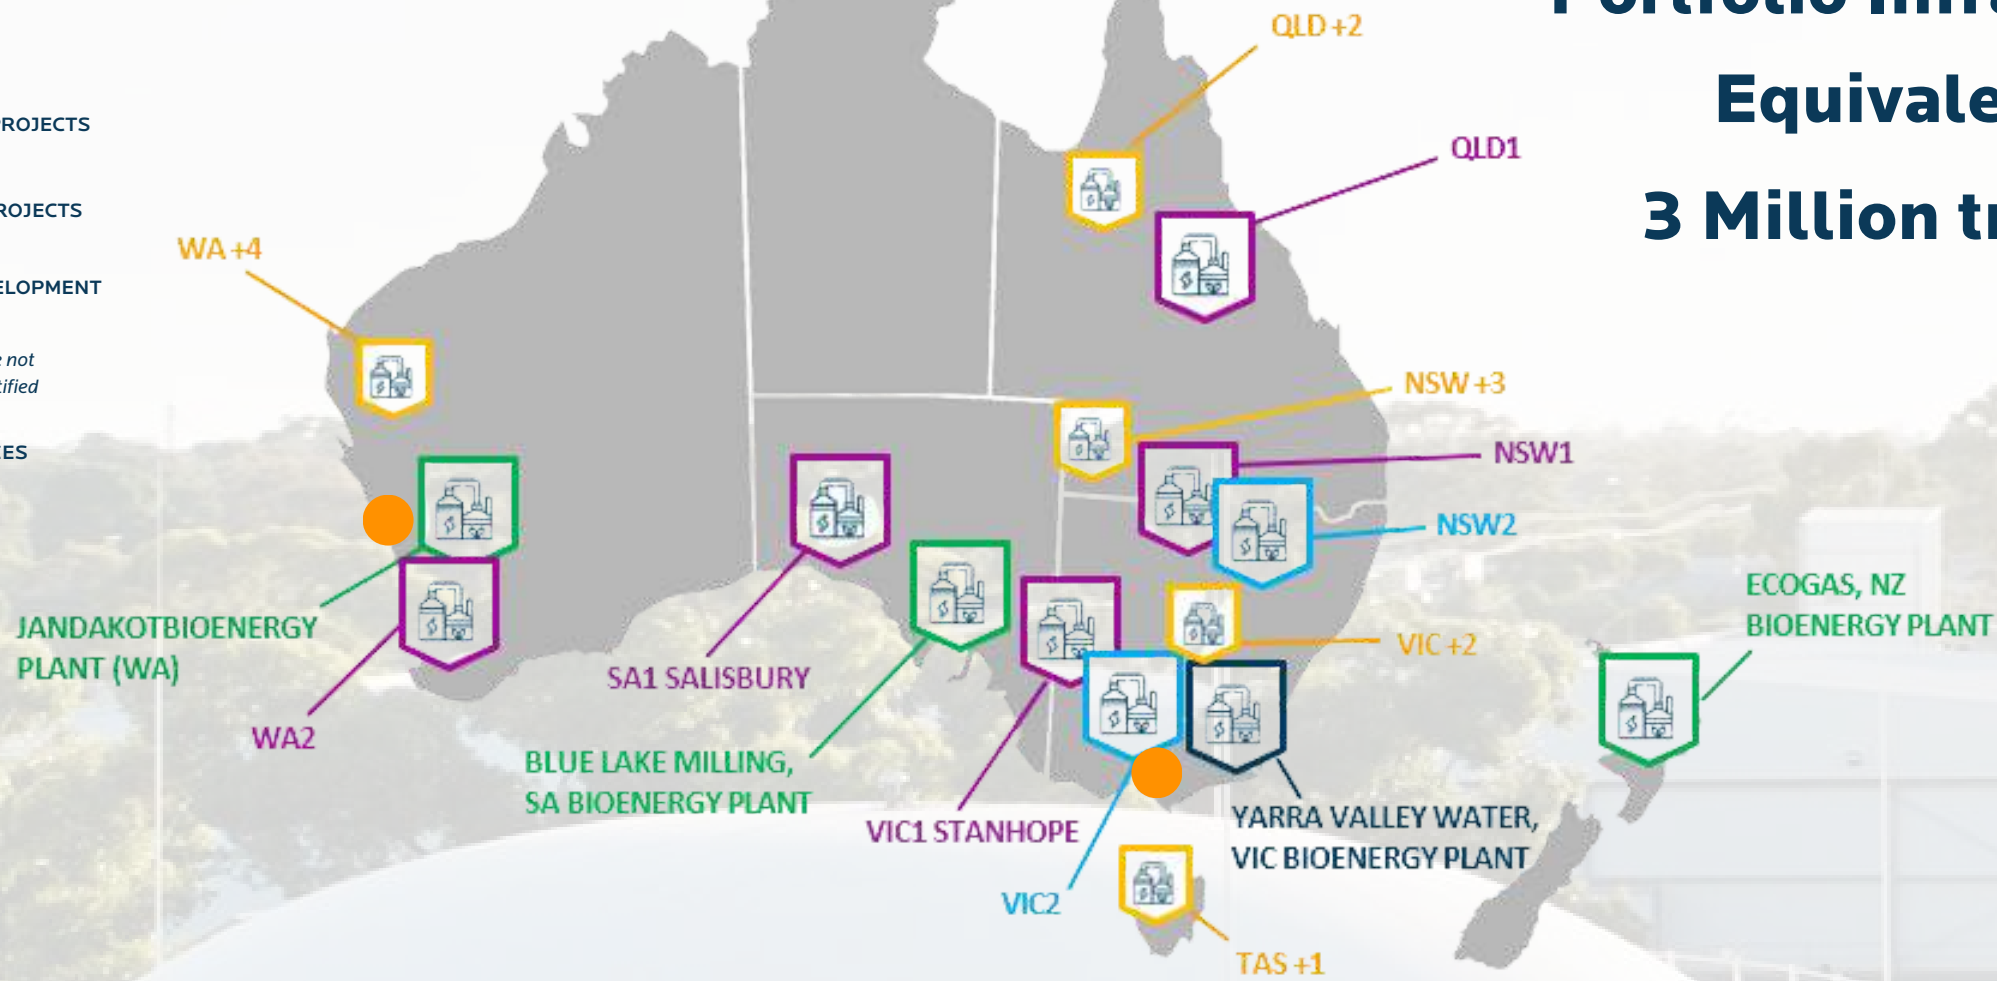 Equivale
3 Million tr
ROJECTS
ROJECTS
ELOPMENT
not
tified
ES
QLD +2
QLD1
WA +4
NSW +3
NSW1
NSW2
ECOGAS, NZ
BIOENERGY PLANT
JANDAKOTBIOENERGY
PLANT (WA)
WA2
SA1 SALISBURY
VIC +2
BLUE LAKE MILLING,
SA BIOENERGY PLANT
VIC1 STANHOPE
YARRA VALLEY WATER,
VIC BIOENERGY PLANT
VIC2
TAS +1